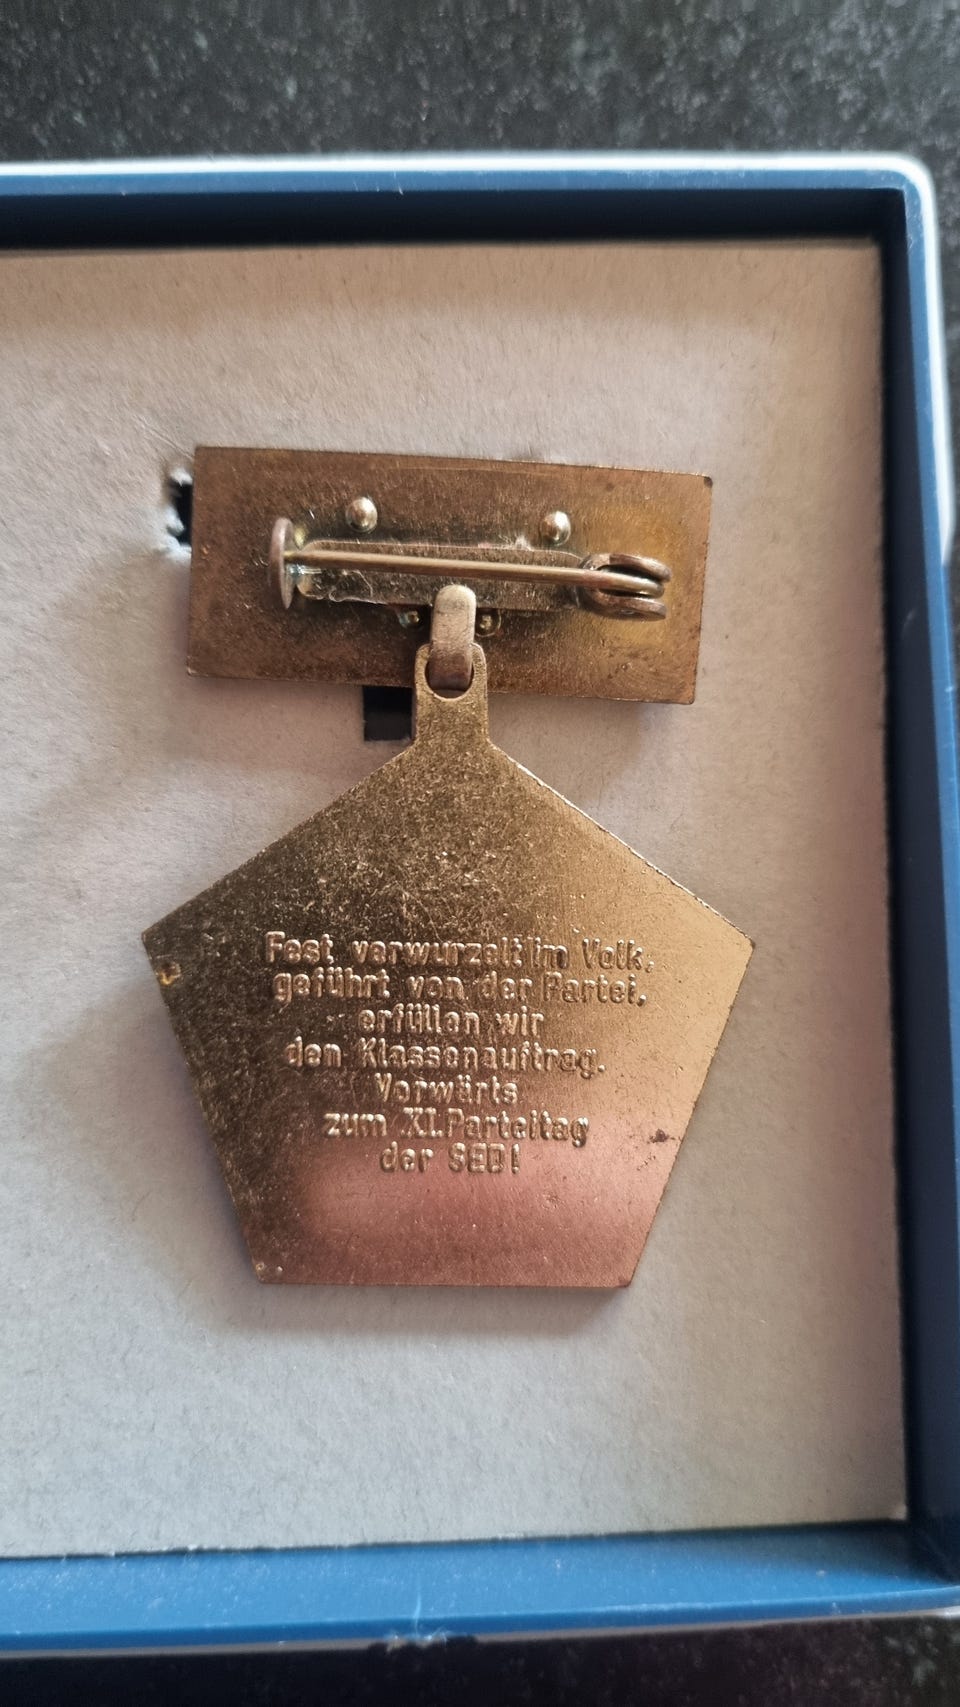 Fest verwurzelt im Volk,
geführt von der Partei,
erfüllen wir
den Klassenauftrag.
Vorwärts
zum XI.Parteitag
der SED!